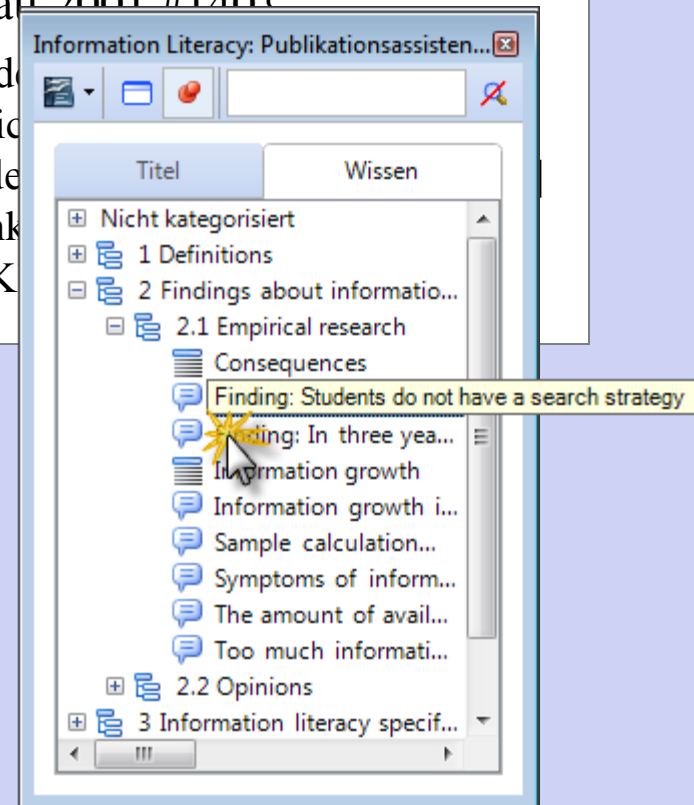 Information Literacy: Publikationsassisten...
Titel
Wissen
Nicht kategorisiert
1 Definitions
2 Findings about informatio...
2.1 Empirical research
Consequences
Finding: Students do not have a search strategy
Finding: In three yea...
Information growth
Information growth i...
Sample calculation...
Symptoms of inform...
The amount of avail...
Too much informati...
2.2 Opinions
3 Information literacy specif...